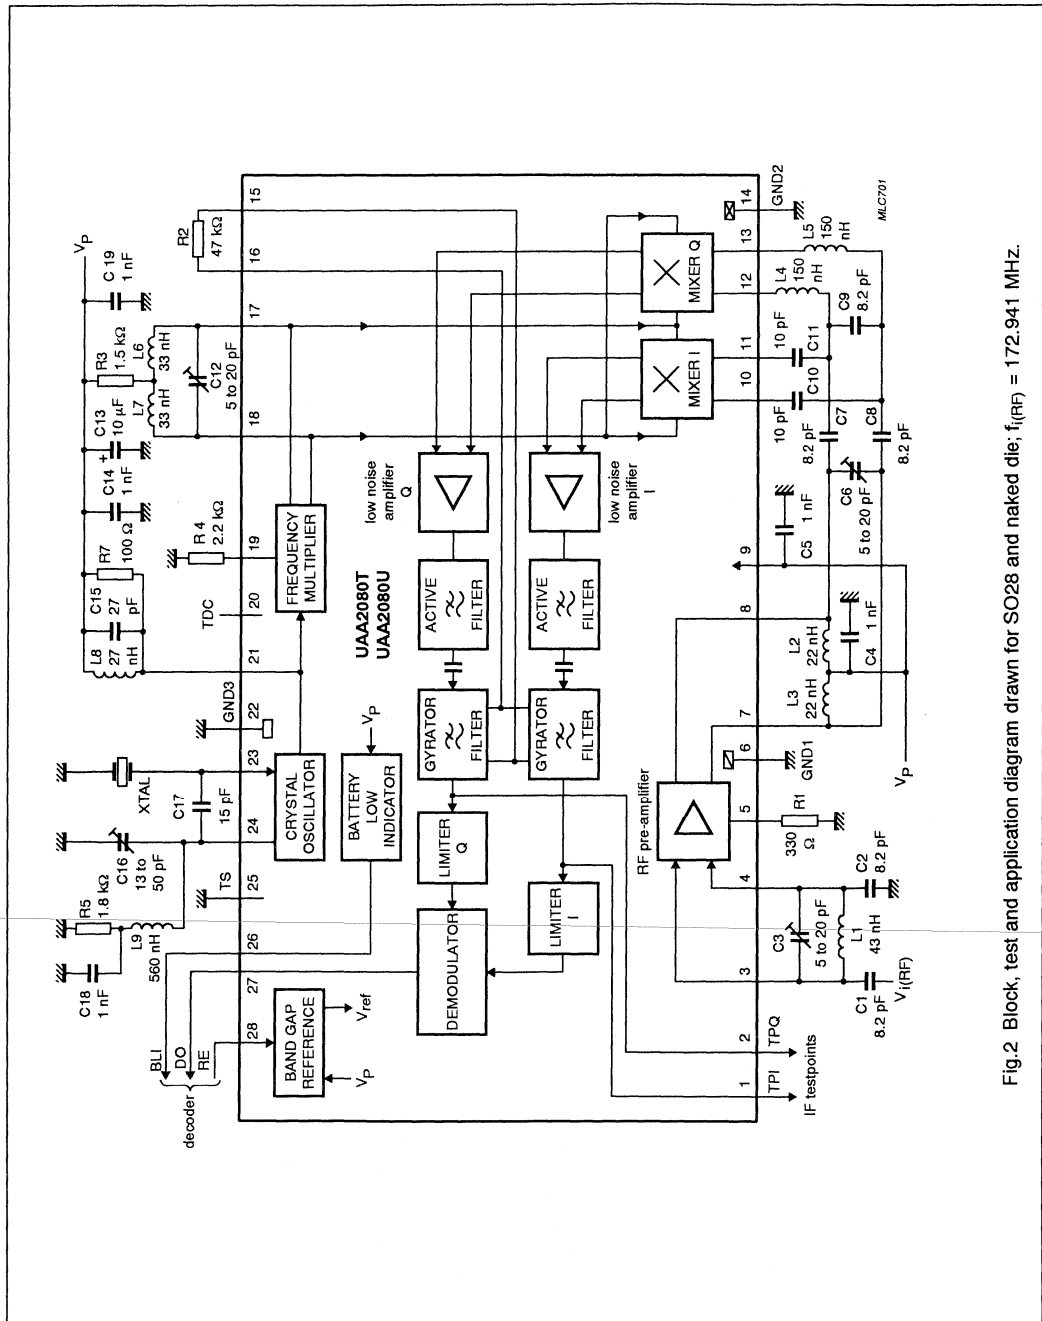 decoder
BLI
DO
RE
C18
1 nF
R5
1.8 kΩ
L9
560 nH
TS
C16
13 to
50 pF
C17
15 pF
XTAL
GND3
L8
27
nH
C15
27
pF
R7
100 Ω
TDC
C14
1 nF
R 4
2.2 kΩ
C13
+
10 µF
L7
33 nH
R3
1.5 kΩ
L6
33 nH
C12
5 to 20 pF
C 19
1 nF
VP
R2
47 kΩ
28
27
26
25
24
23
22
21
20
19
18
17
16
15
BAND GAP
REFERENCE
VP
Vref
CRYSTAL
OSCILLATOR
FREQUENCY
MULTIPLIER
BATTERY
LOW
INDICATOR
VP
UAA2080T
UAA2080U
DEMODULATOR
LIMITER
Q
GYRATOR
FILTER
ACTIVE
FILTER
low noise
amplifier
Q
LIMITER
I
GYRATOR
FILTER
ACTIVE
FILTER
low noise
amplifier
I
RF pre-amplifier
MIXER I
MIXER Q
1
2
3
4
5
6
7
8
9
10
11
12
13
14
TPI
TPQ
IF testpoints
C1
8.2 pF
Vi(RF)
C3
5 to 20 pF
L1
43 nH
C2
8.2 pF
330
Ω
R1
GND1
VP
L3
22 nH
L2
22 nH
C4
1 nF
C5
1 nF
C6
5 to 20 pF
C7
8.2 pF
C8
8.2 pF
10 pF
C10
10 pF
C11
C9
8.2 pF
L4
150
nH
L5
150
nH
GND2
MLC701
Fig.2 Block, test and application diagram drawn for SO28 and naked die; fi(RF) = 172.941 MHz.